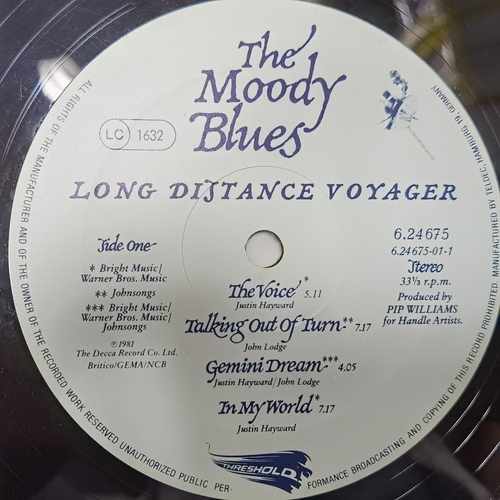 The
Moody
Blues
LC 1632
LONG DISTANCE VOYAGER
Side One
* Bright Music/
Warner Bros. Music
** Johnsongs
*** Bright Music/
Warner Bros. Music/
Johnsongs
℗1981
The Decca Record Co. Ltd.
Britico/GEMA/NCB
6.24675
6.24675-01-1
Stereo
33⅓ r.p.m.
Produced by
PIP WILLIAMS
for Handle Artists.
The Voice* 5.11
Justin Hayward
Talking Out Of Turn** 7.17
John Lodge
Gemini Dream*** 4.05
Justin Hayward/John Lodge
In My World* 7.17
Justin Hayward
THRESHOLD
ALL RIGHTS OF THE MANUFACTURER AND OF THE OWNER OF THE RECORDED WORK RESERVED UNAUTHORIZED PUBLIC PERFORMANCE BROADCASTING AND COPYING OF THIS RECORD PROHIBITED MANUFACTURED BY TELDEC, HAMBURG 19, GERMANY